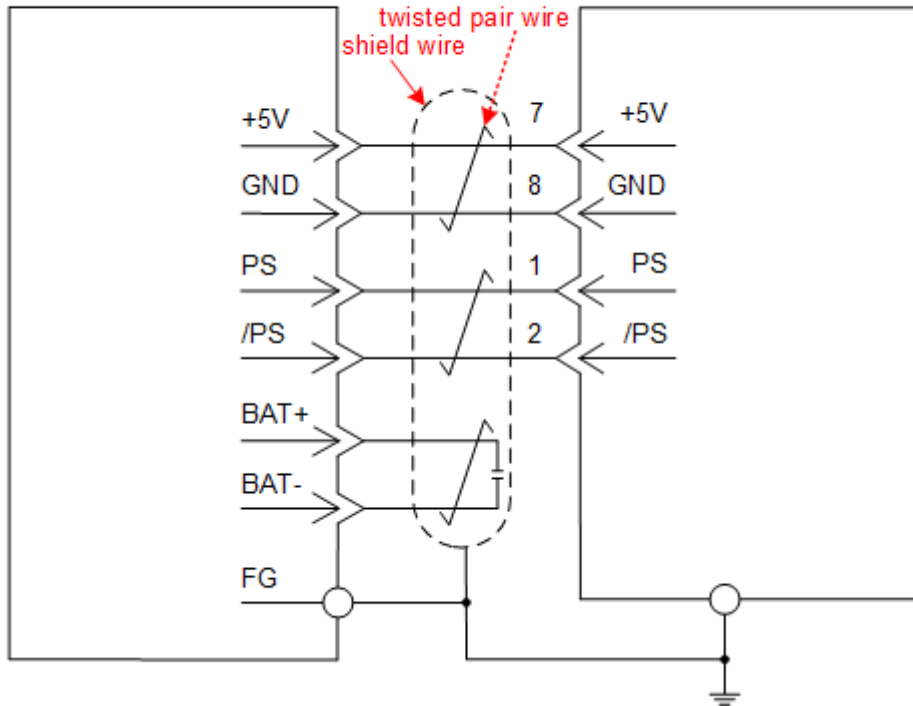 twisted pair wire
shield wire
+5V 7 +5V
GND 8 GND
PS 1 PS
/PS 2 /PS
BAT+
BAT-
FG